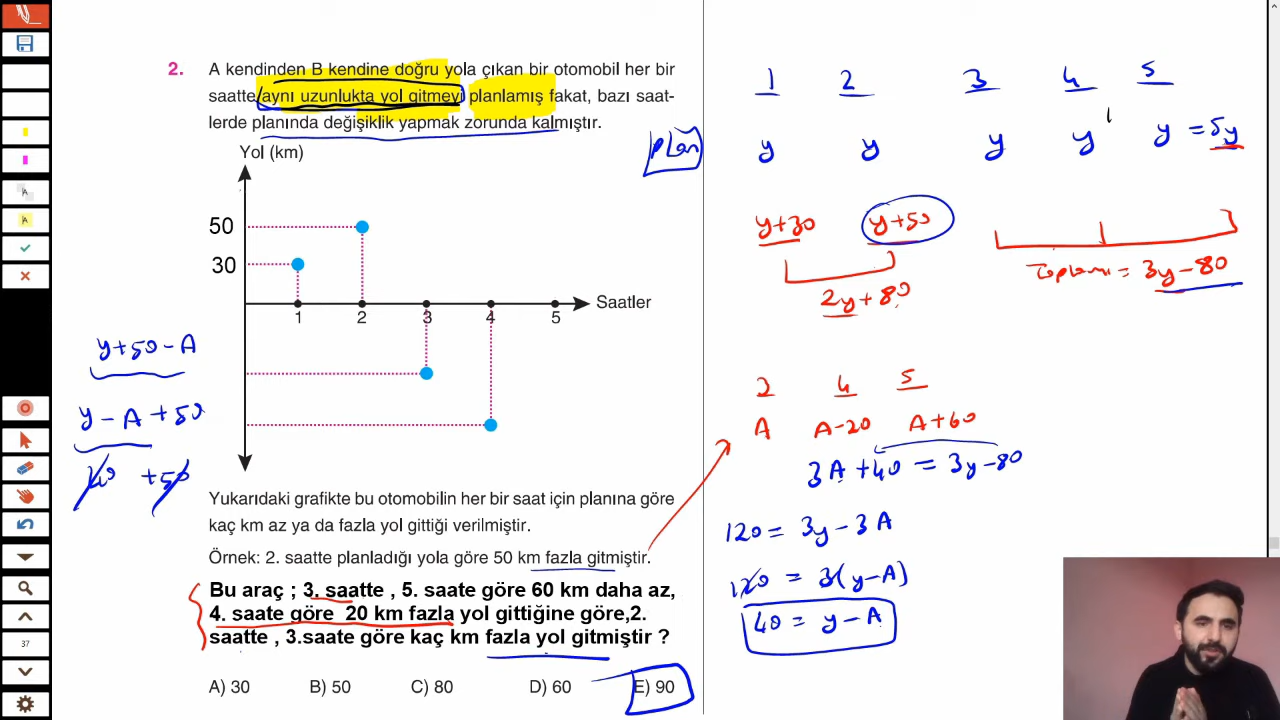 2. A kendinden B kendine doğru yola çıkan bir otomobil her bir
saatte aynı uzunlukta yol gitmeyi planlamış fakat, bazı saat-
lerde planında değişiklik yapmak zorunda kalmıştır.
Yol (km)
50
30
Saatler
1 2 3 4 5
y+50-A
y-A+50
40 +50
Yukarıdaki grafikte bu otomobilin her bir saat için planına göre
kaç km az ya da fazla yol gittiği verilmiştir.
Örnek: 2. saatte planladığı yola göre 50 km fazla gitmiştir.
Bu araç ; 3. saatte , 5. saate göre 60 km daha az,
4. saate göre 20 km fazla yol gittiğine göre,2.
saatte , 3.saate göre kaç km fazla yol gitmiştir ?
A) 30 B) 50 C) 80 D) 60 E) 90
1 2 3 4 5
plan y y y y y = 5y
y+30 y+50
2y+80
Toplamı = 3y-80
2 4 5
A A-20 A+60
3A+40 = 3y-80
120 = 3y-3A
120 = 3(y-A)
40 = y-A
37
A
A